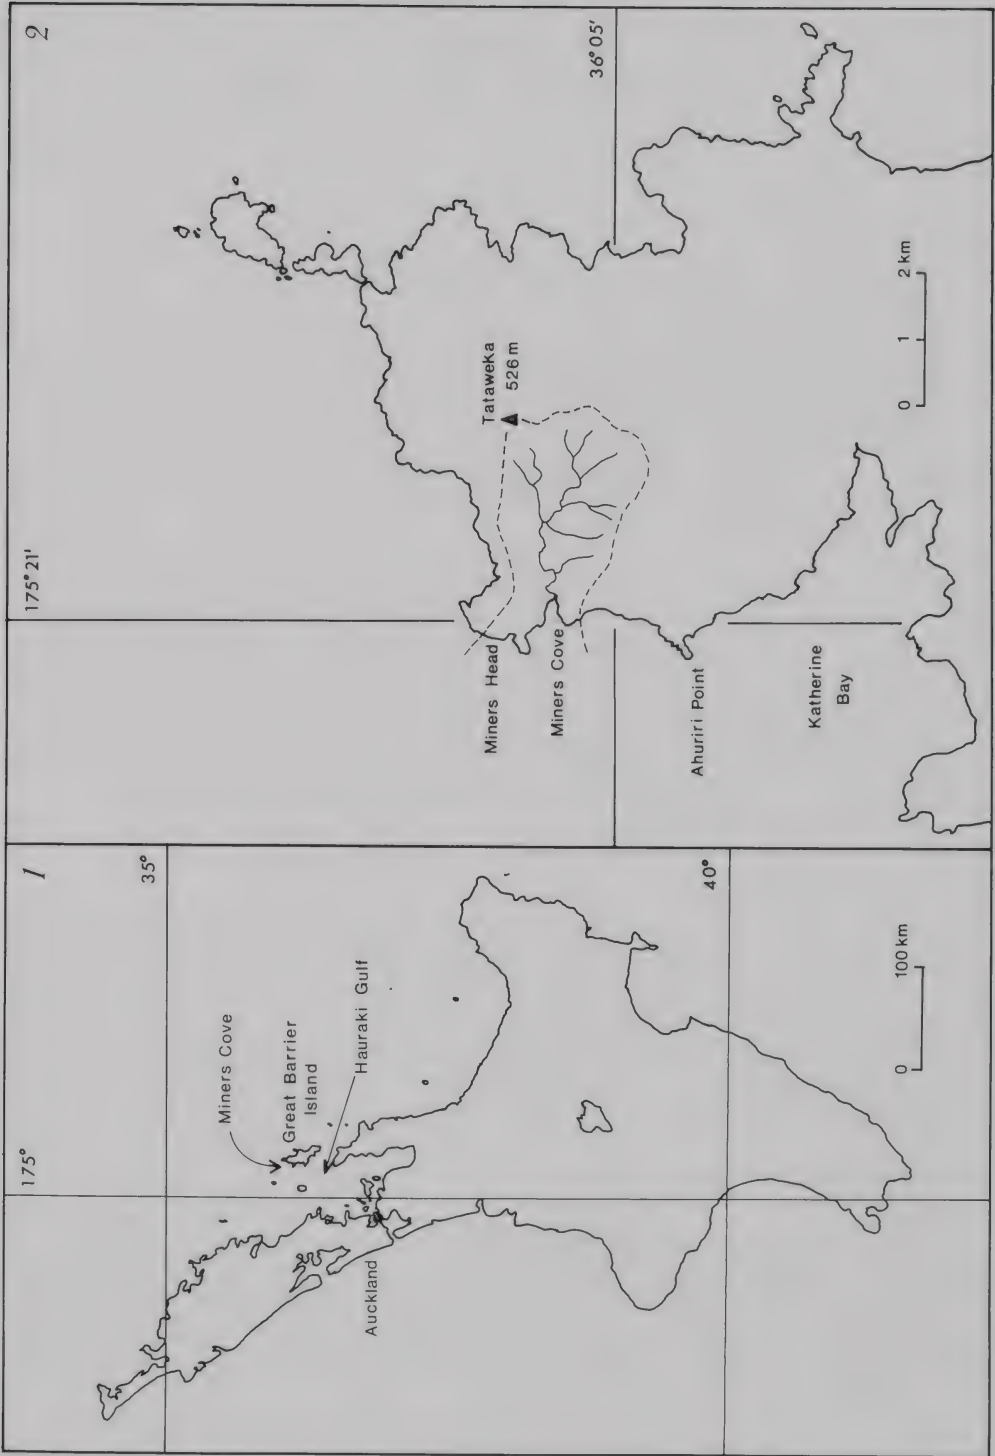 1
175°
35°
Miners Cove
Great Barrier
Island
Hauraki Gulf
Auckland
40°
0
100 km
2
175° 21'
36° 05'
Tataweka
526 m
Miners Head
Miners Cove
Ahuriri Point
Katherine
Bay
0
1
2 km